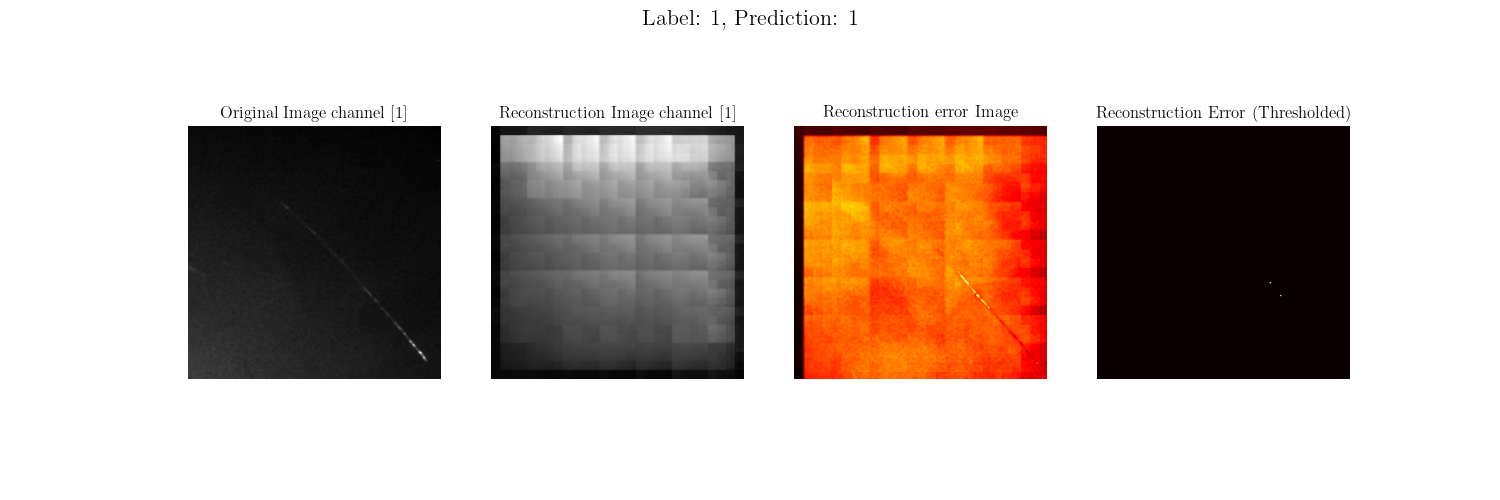 Label: 1, Prediction: 1
Original Image channel [1]
Reconstruction Image channel [1]
Reconstruction error Image
Reconstruction Error (Thresholded)